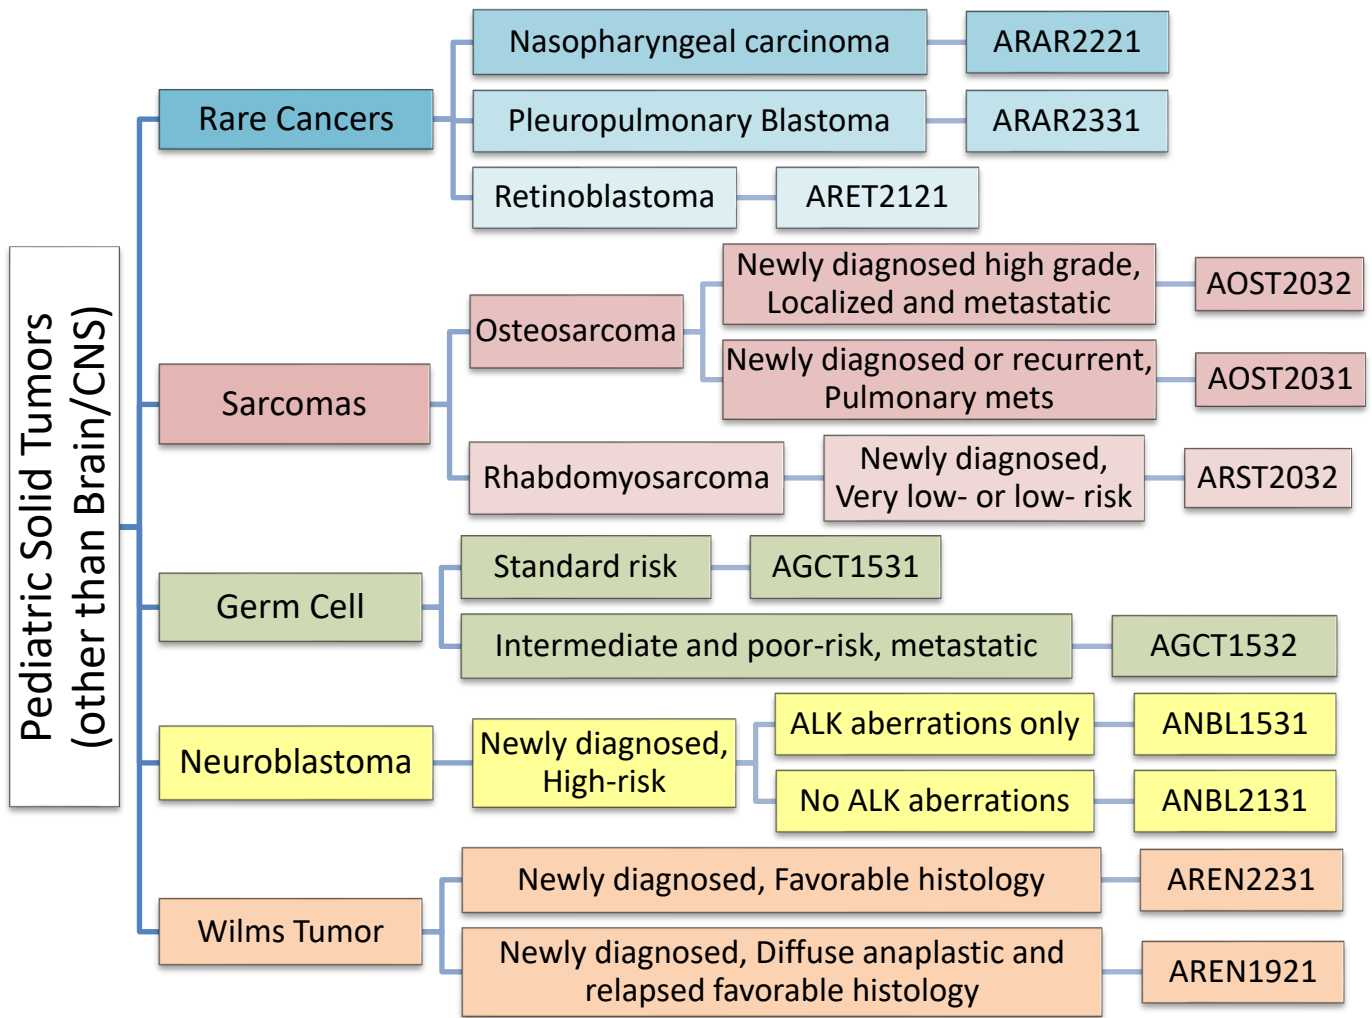 Pediatric Solid Tumors
(other than Brain/CNS)
Rare Cancers
Nasopharyngeal carcinoma
ARAR2221
Pleuropulmonary Blastoma
ARAR2331
Retinoblastoma
ARET2121
Sarcomas
Osteosarcoma
Newly diagnosed high grade,
Localized and metastatic
AOST2032
Newly diagnosed or recurrent,
Pulmonary mets
AOST2031
Rhabdomyosarcoma
Newly diagnosed,
Very low- or low- risk
ARST2032
Germ Cell
Standard risk
AGCT1531
Intermediate and poor-risk, metastatic
AGCT1532
Neuroblastoma
Newly diagnosed,
High-risk
ALK aberrations only
ANBL1531
No ALK aberrations
ANBL2131
Wilms Tumor
Newly diagnosed, Favorable histology
AREN2231
Newly diagnosed, Diffuse anaplastic and
relapsed favorable histology
AREN1921